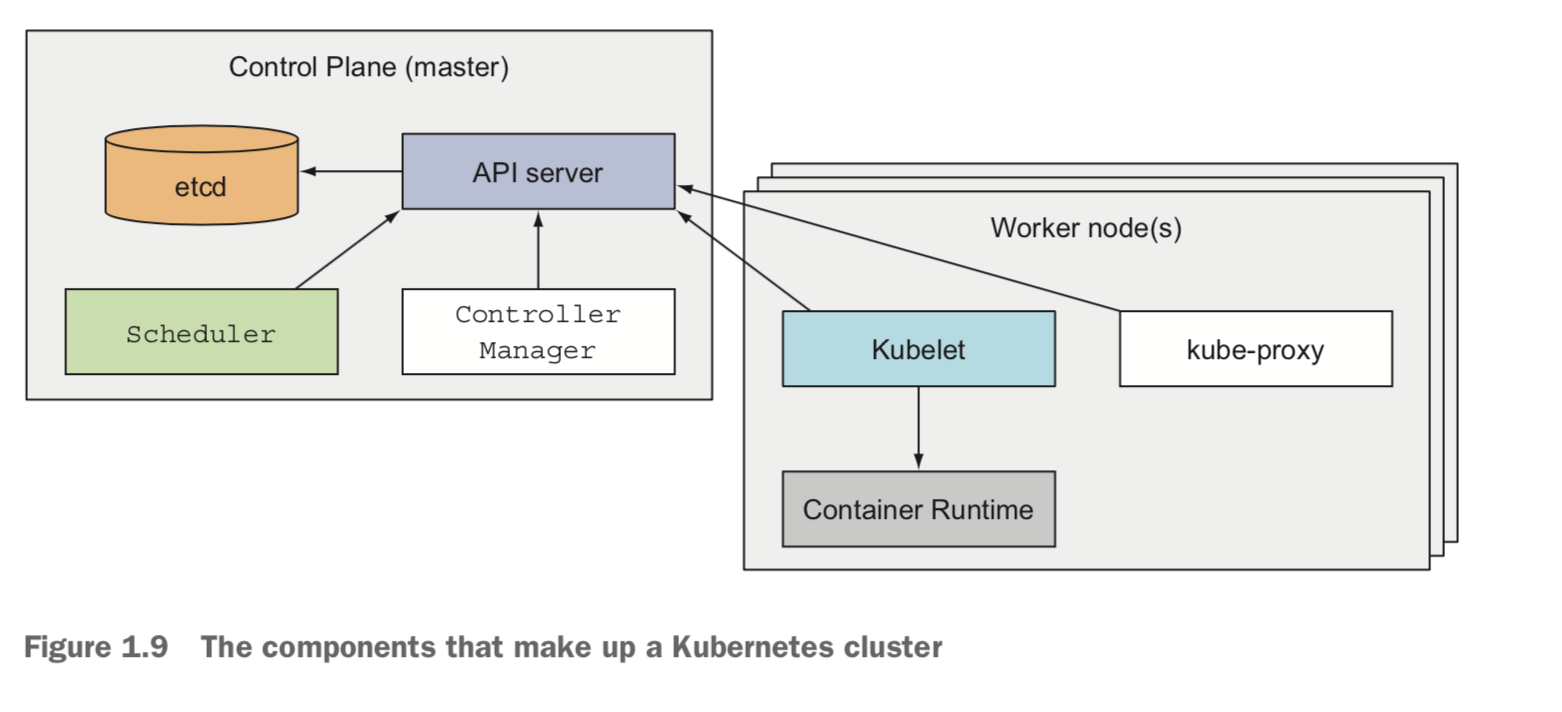 Control Plane (master)
etcd
API server
Scheduler
Controller
Manager
Worker node(s)
Kubelet
kube-proxy
Container Runtime
Figure 1.9 The components that make up a Kubernetes cluster